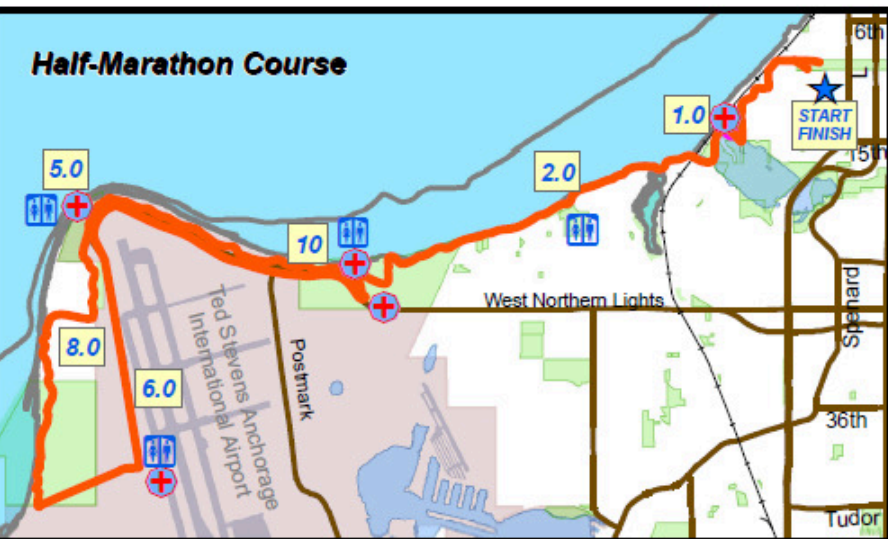 Half-Marathon Course
6th
L
START
FINISH
1.0
15th
2.0
5.0
10
West Northern Lights
Spenard
Ted Stevens Anchorage
International Airport
Postmark
8.0
6.0
36th
Tudor